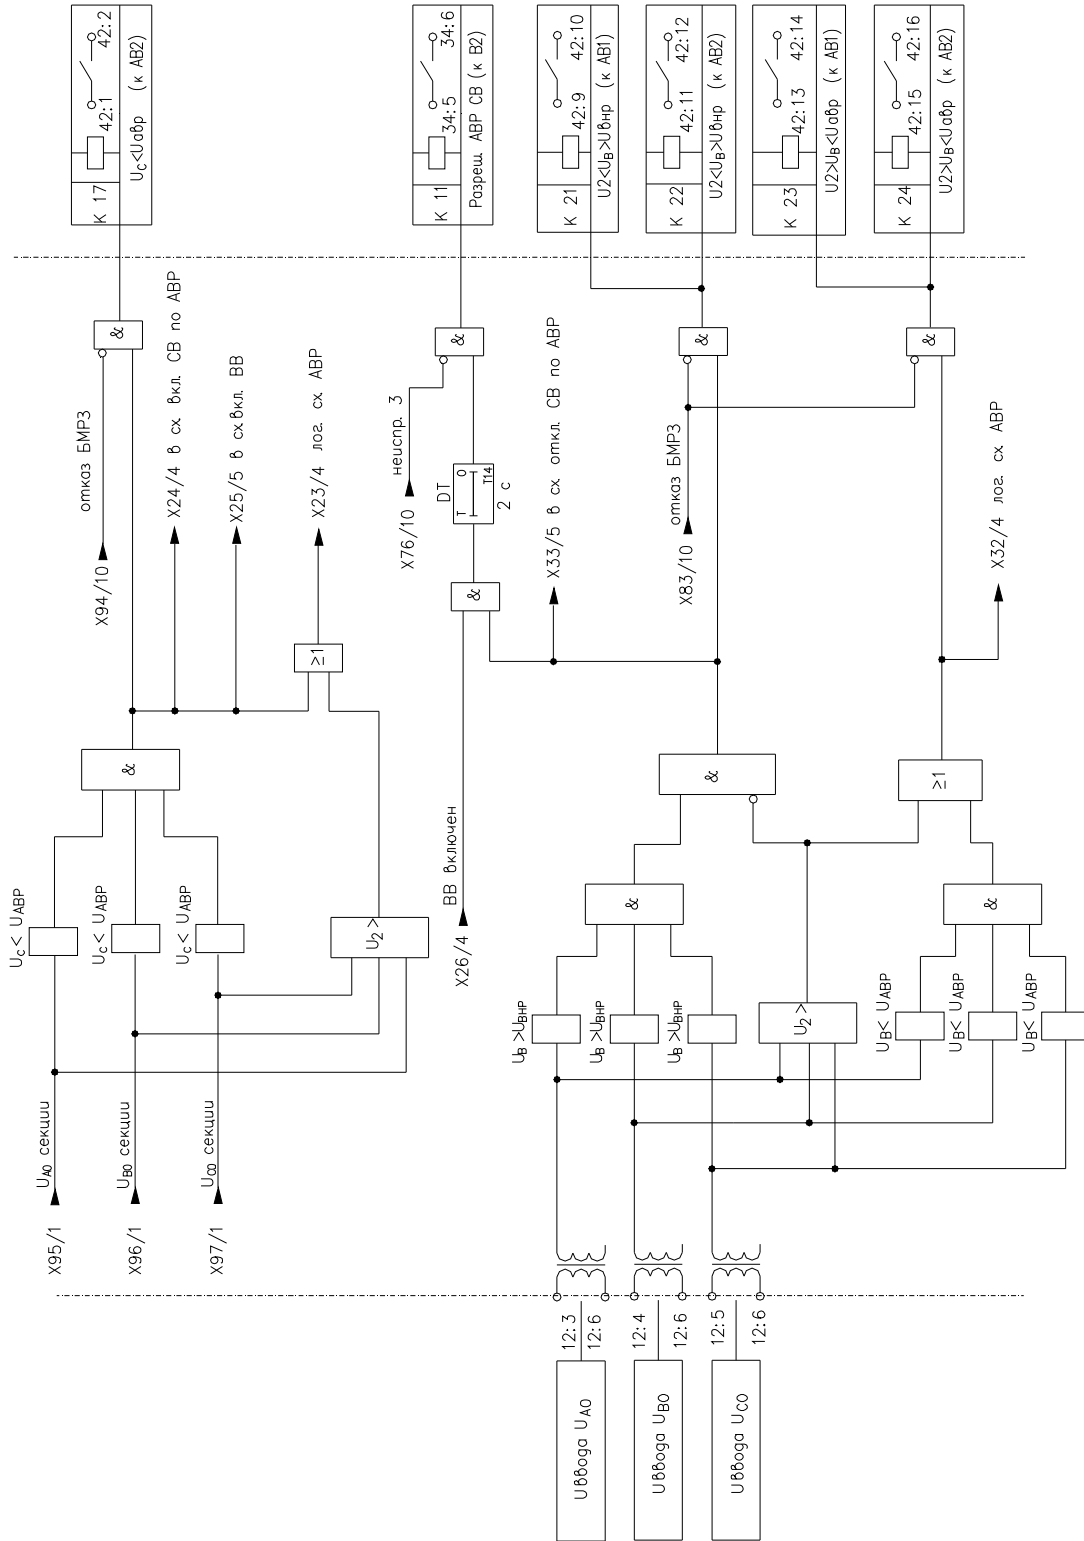 U ввода UА0
12:3
12:6
U ввода UВ0
12:4
12:6
U ввода UС0
12:5
12:6
X95/1
UА0 секции
X96/1
UВ0 секции
X97/1
UС0 секции
Uс< UАВР
Uс< UАВР
Uс< UАВР
U2>
&
≥1
X94/10
отказ БМРЗ
X24/4 в сх. вкл. СВ по АВР
X25/5 в сх.вкл. ВВ
X23/4 лог. сх. АВР
&
К 17
42:1
42:2
Uс<Uавр (к АВ2)
X26/4
ВВ включен
&
DT
T
0
T14
2 с
X76/10
неиспр. 3
&
К 11
34:5
34:6
Разреш. АВР СВ (к В2)
X33/5 в сх. откл. СВ по АВР
UВ >UВНР
UВ >UВНР
UВ >UВНР
&
U2>
UВ< UАВР
UВ< UАВР
UВ< UАВР
&
&
≥1
X83/10
отказ БМРЗ
&
&
X32/4 лог. сх. АВР
К 21
42:9
42:10
U2<UВ>Uвнр (к АВ1)
К 22
42:11
42:12
U2<UВ>Uвнр (к АВ2)
К 23
42:13
42:14
U2>UВ<Uавр (к АВ1)
К 24
42:15
42:16
U2>UВ<Uавр (к АВ2)